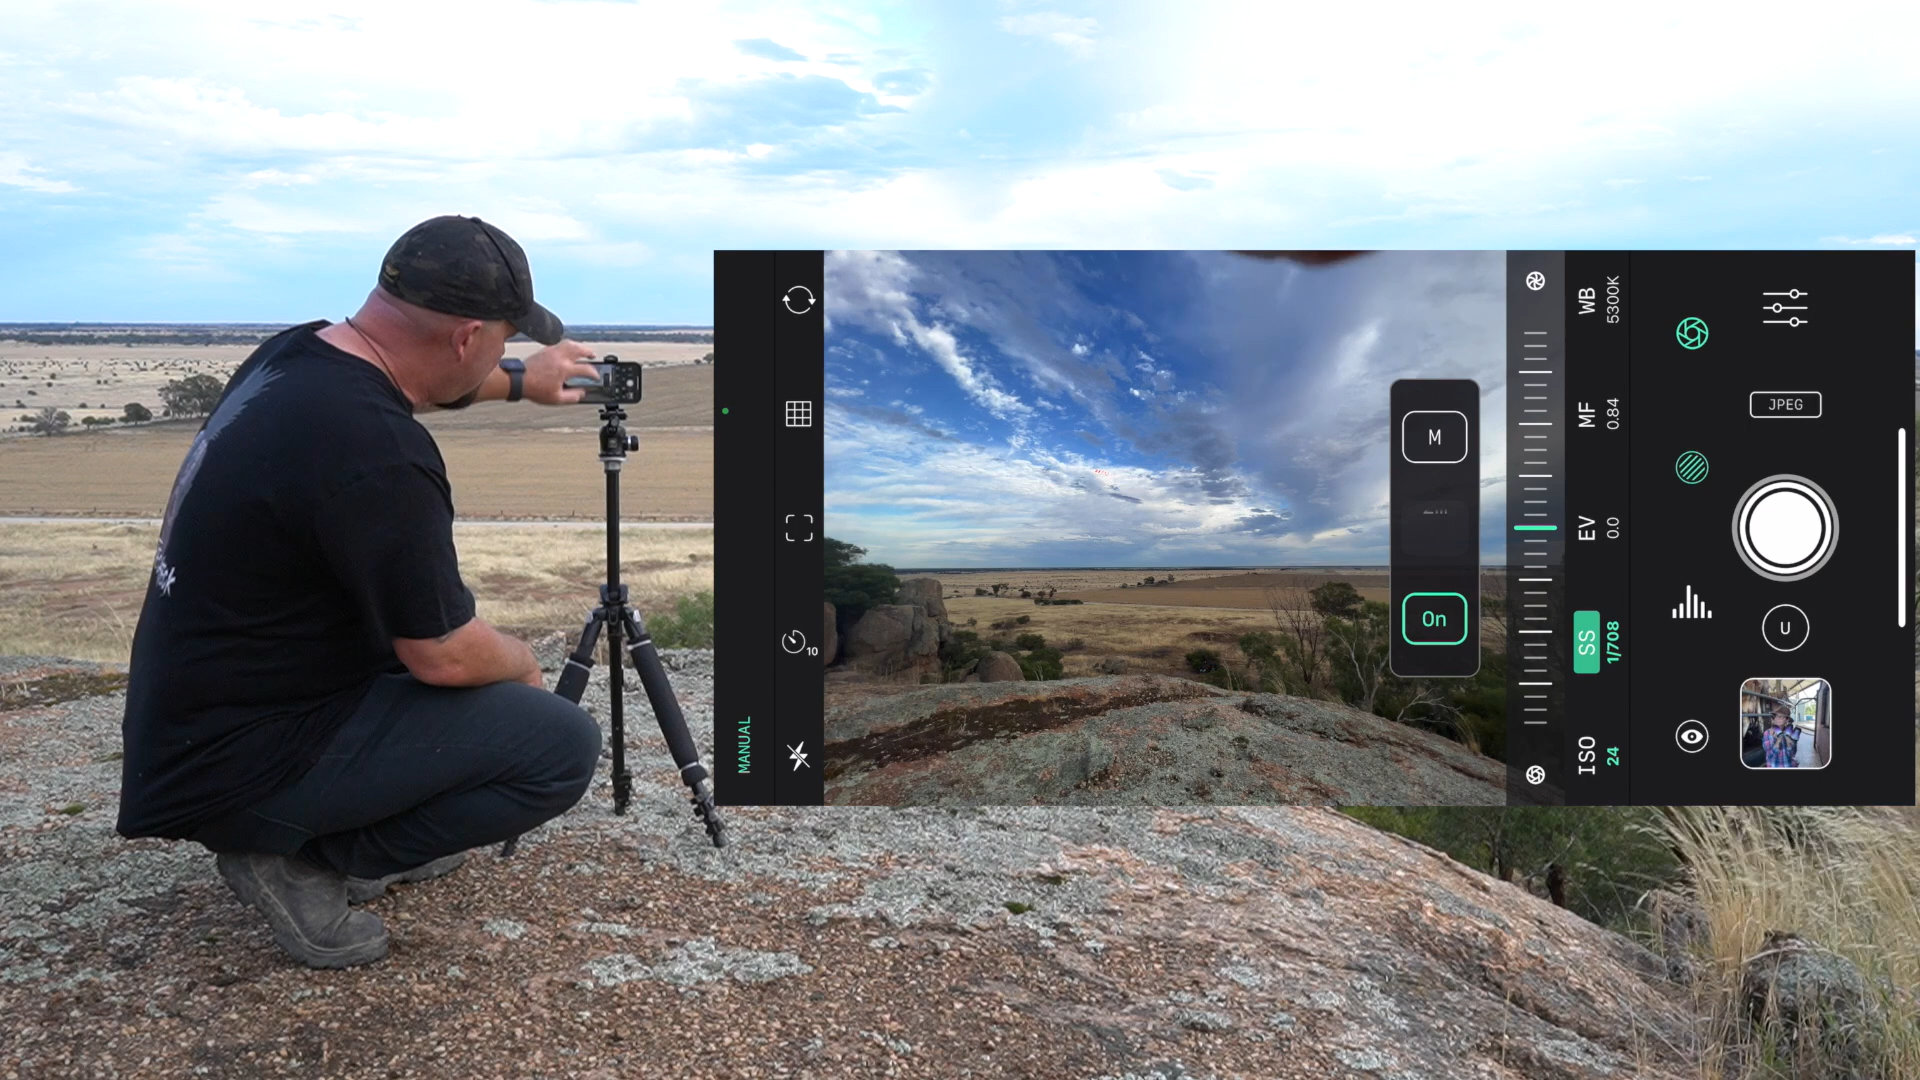 MANUAL
10
M
On
WB
5300K
MF
0.84
EV
0.0
SS
1/708
ISO
24
JPEG
U